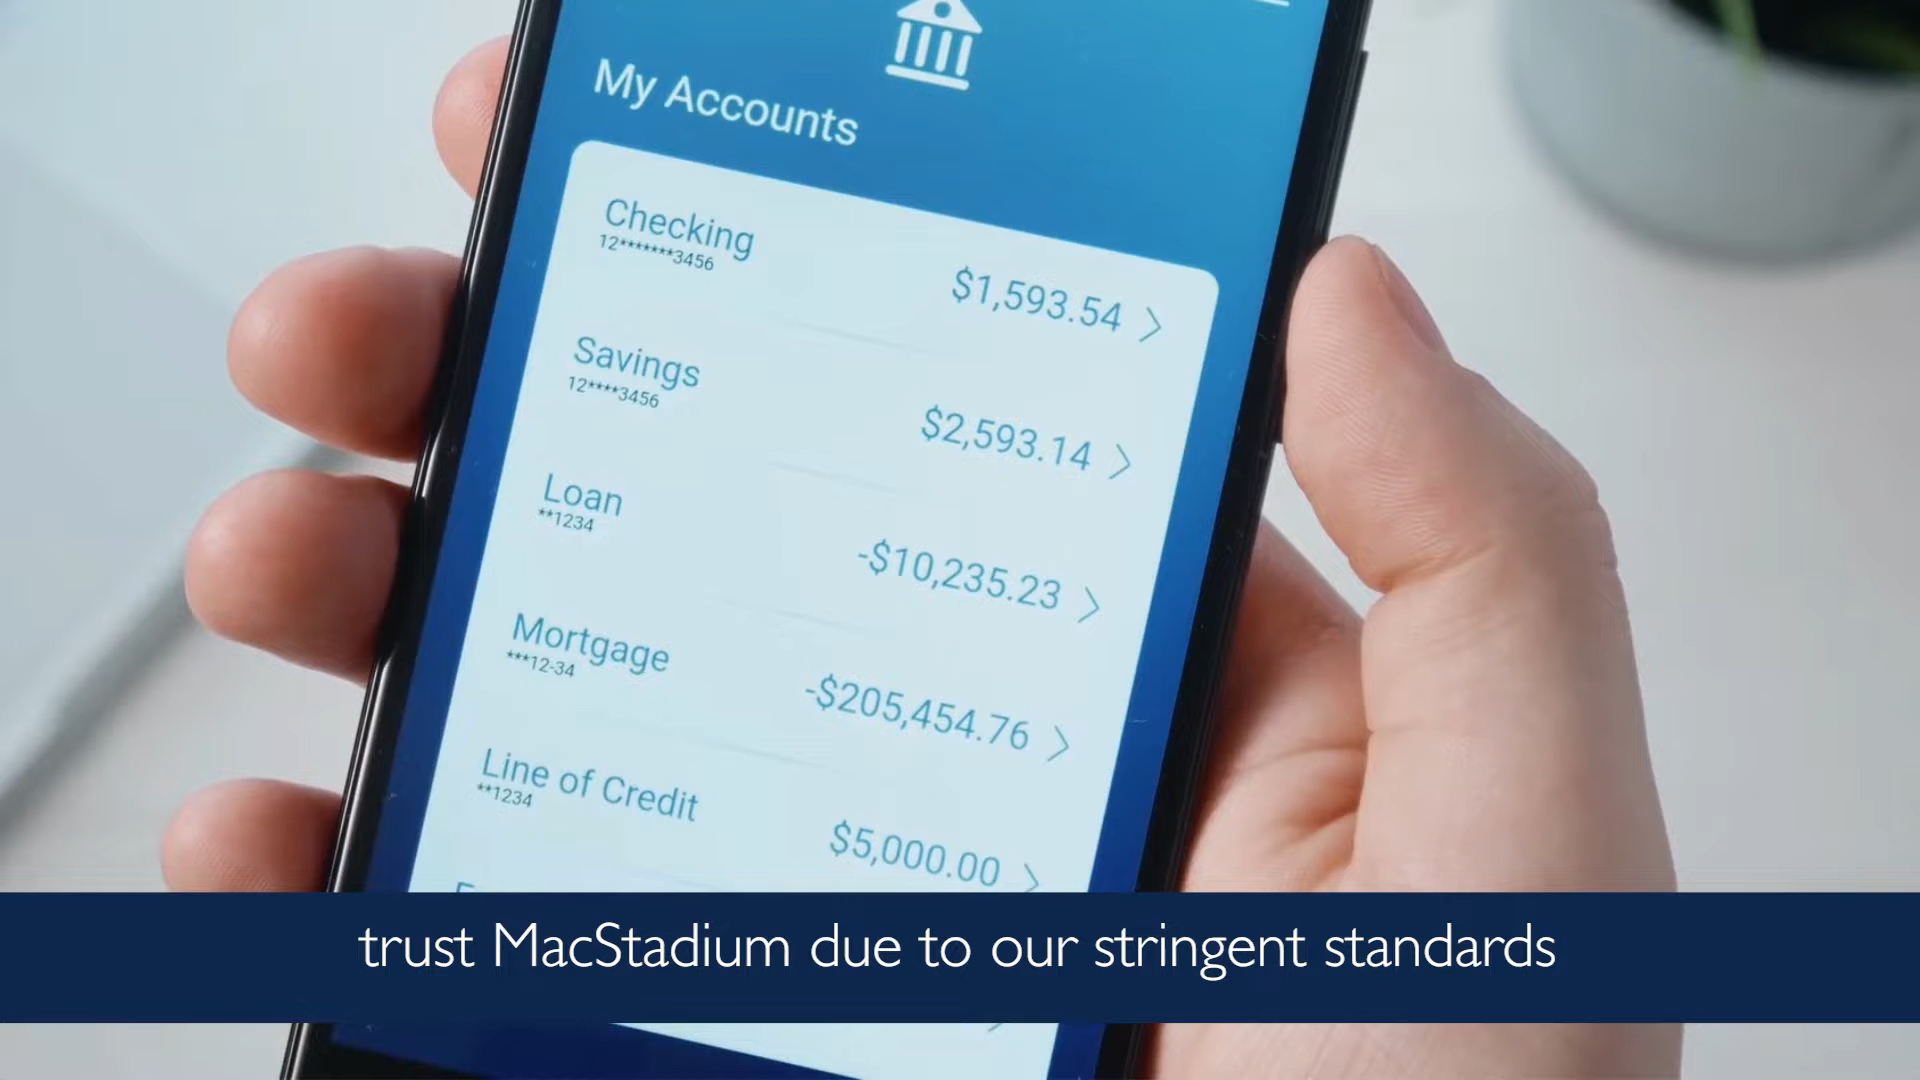 My Accounts
Checking
12*******3456
$1,593.54
Savings
12****3456
$2,593.14
Loan
**1234
-$10,235.23
Mortgage
***12-34
-$205,454.76
Line of Credit
**1234
$5,000.00
trust MacStadium due to our stringent standards